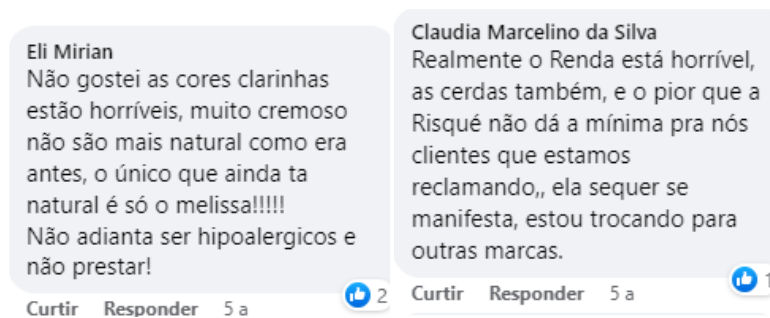 Eli Mirian
Não gostei as cores clarinhas
estão horríveis, muito cremoso
não são mais natural como era
antes, o único que ainda ta
natural é só o melissa!!!!!
Não adianta ser hipoalergicos e
não prestar!
2
Curtir Responder 5 a
Claudia Marcelino da Silva
Realmente o Renda está horrível,
as cerdas também, e o pior que a
Risqué não dá a mínima pra nós
clientes que estamos
reclamando,, ela sequer se
manifesta, estou trocando para
outras marcas.
Curtir Responder 5 a